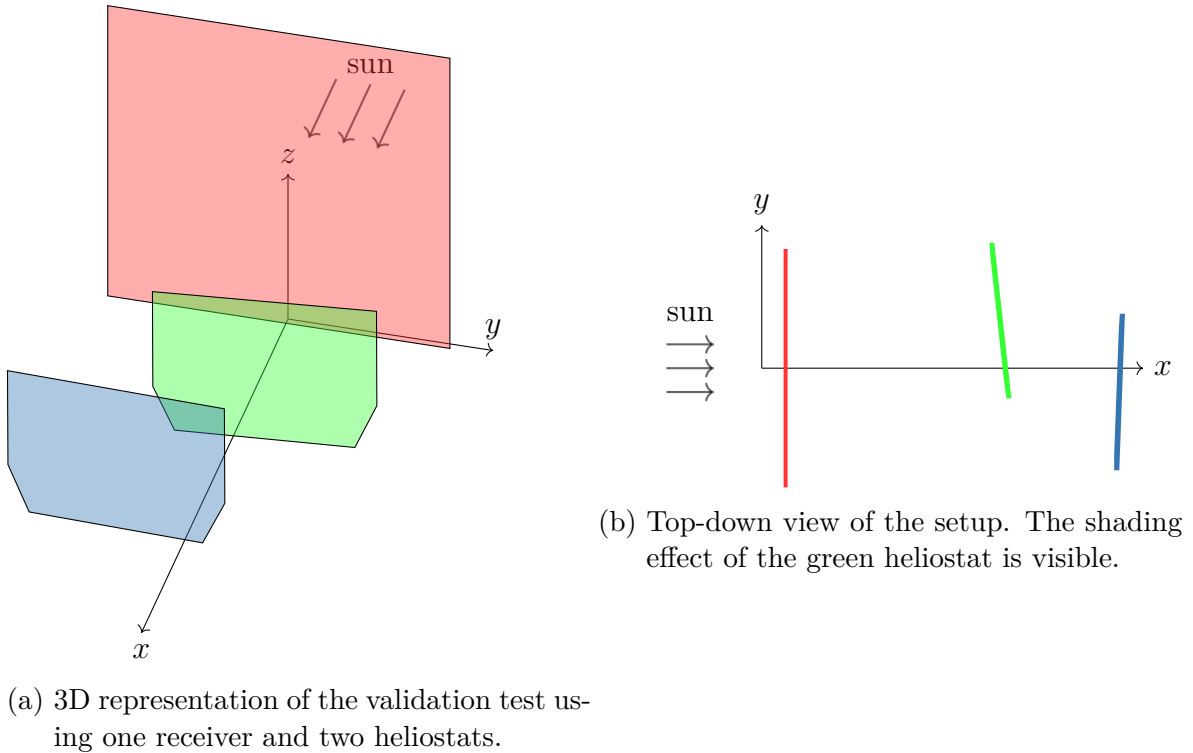 sun
z
y
x
(a) 3D representation of the validation test us-
ing one receiver and two heliostats.
y
sun
x
(b) Top-down view of the setup. The shading
effect of the green heliostat is visible.